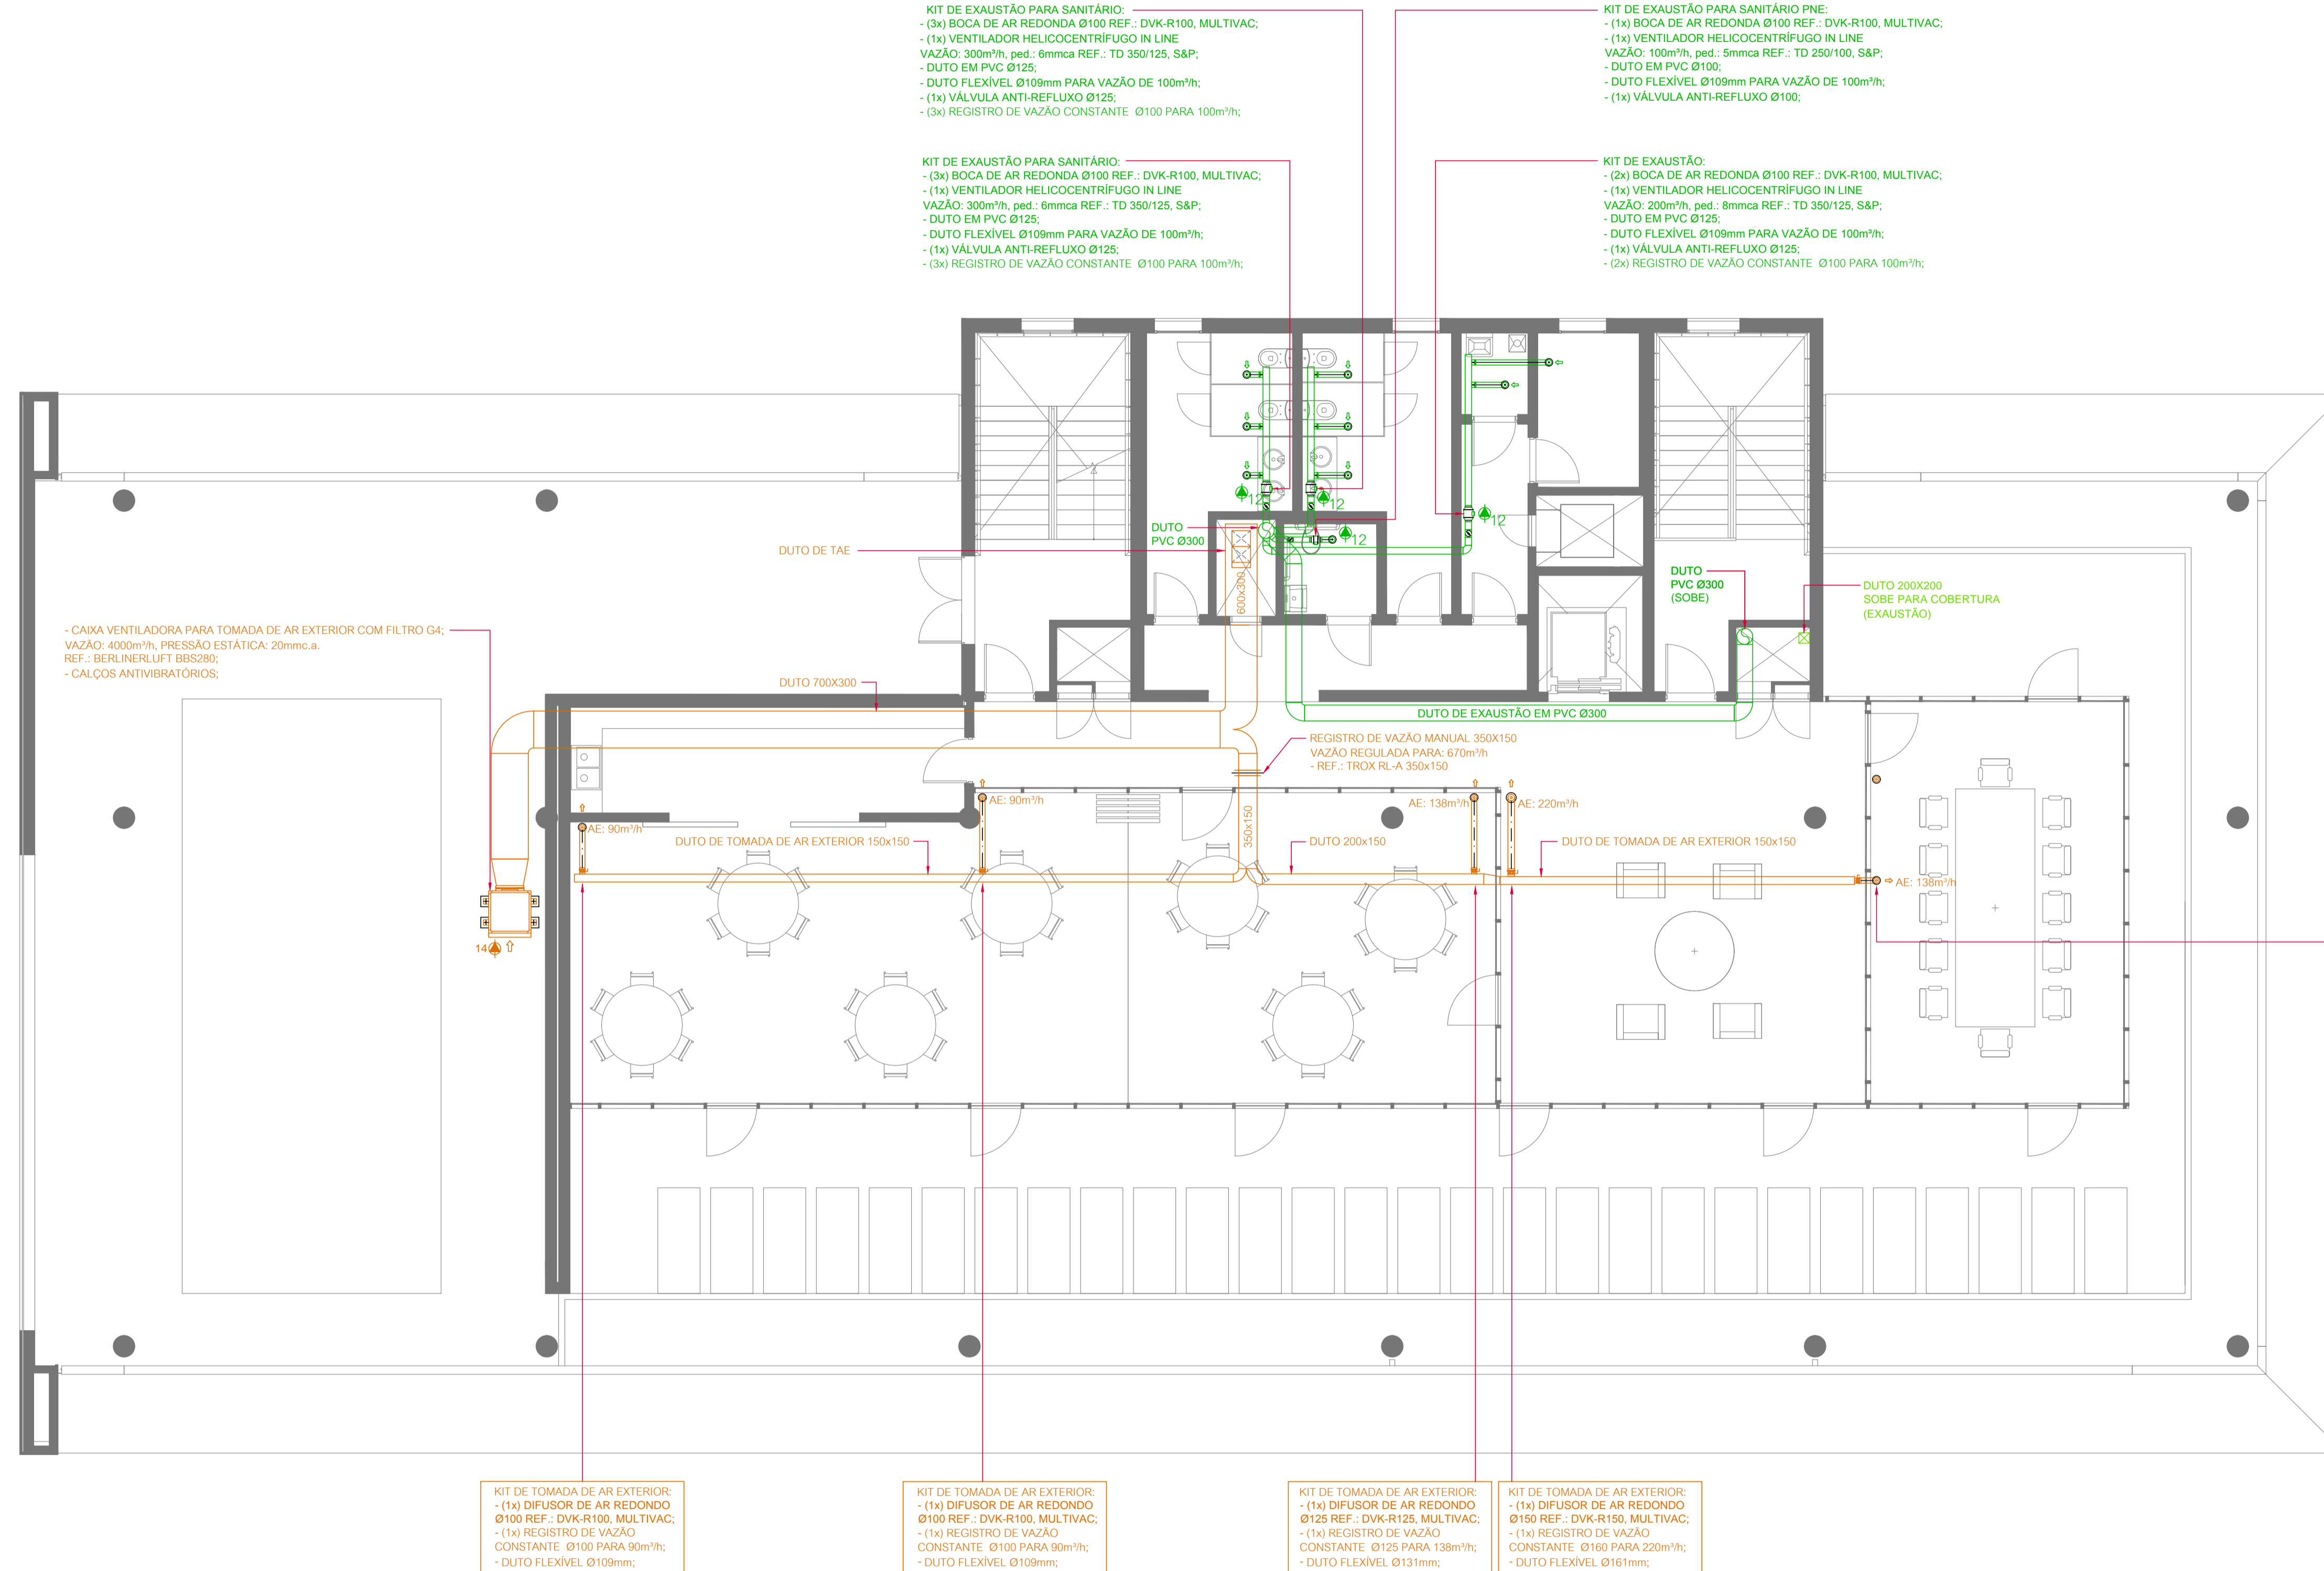 KIT DE EXAUSTÃO PARA SANITÁRIO:
- (3x) BOCA DE AR REDONDA Ø100 REF.: DVK-R100, MULTIVAC;
- (1x) VENTILADOR HELICOCENTRÍFUGO IN LINE
VAZÃO: 300m³/h, ped.: 6mmca REF.: TD 350/125, S&P;
- DUTO EM PVC Ø125;
- DUTO FLEXÍVEL Ø109mm PARA VAZÃO DE 100m³/h;
- (1x) VÁLVULA ANTI-REFLUXO Ø125;
- (3x) REGISTRO DE VAZÃO CONSTANTE Ø100 PARA 100m³/h;
KIT DE EXAUSTÃO PARA SANITÁRIO PNE:
- (1x) BOCA DE AR REDONDA Ø100 REF.: DVK-R100, MULTIVAC;
- (1x) VENTILADOR HELICOCENTRÍFUGO IN LINE
VAZÃO: 100m³/h, ped.: 5mmca REF.: TD 250/100, S&P;
- DUTO EM PVC Ø100;
- DUTO FLEXÍVEL Ø109mm PARA VAZÃO DE 100m³/h;
- (1x) VÁLVULA ANTI-REFLUXO Ø100;
KIT DE EXAUSTÃO PARA SANITÁRIO:
- (3x) BOCA DE AR REDONDA Ø100 REF.: DVK-R100, MULTIVAC;
- (1x) VENTILADOR HELICOCENTRÍFUGO IN LINE
VAZÃO: 300m³/h, ped.: 6mmca REF.: TD 350/125, S&P;
- DUTO EM PVC Ø125;
- DUTO FLEXÍVEL Ø109mm PARA VAZÃO DE 100m³/h;
- (1x) VÁLVULA ANTI-REFLUXO Ø125;
- (3x) REGISTRO DE VAZÃO CONSTANTE Ø100 PARA 100m³/h;
KIT DE EXAUSTÃO:
- (2x) BOCA DE AR REDONDA Ø100 REF.: DVK-R100, MULTIVAC;
- (1x) VENTILADOR HELICOCENTRÍFUGO IN LINE
VAZÃO: 200m³/h, ped.: 8mmca REF.: TD 350/125, S&P;
- DUTO EM PVC Ø125;
- DUTO FLEXÍVEL Ø109mm PARA VAZÃO DE 100m³/h;
- (1x) VÁLVULA ANTI-REFLUXO Ø125;
- (2x) REGISTRO DE VAZÃO CONSTANTE Ø100 PARA 100m³/h;
12
12
12
12
DUTO
PVC Ø300
DUTO DE TAE
600x300
DUTO
PVC Ø300
(SOBE)
DUTO 200X200
SOBE PARA COBERTURA
(EXAUSTÃO)
- CAIXA VENTILADORA PARA TOMADA DE AR EXTERIOR COM FILTRO G4;
VAZÃO: 4000m³/h, PRESSÃO ESTÁTICA: 20mmc.a.
REF.: BERLINERLUFT BBS280;
- CALÇOS ANTIVIBRATÓRIOS;
DUTO 700X300
DUTO DE EXAUSTÃO EM PVC Ø300
REGISTRO DE VAZÃO MANUAL 350X150
VAZÃO REGULADA PARA: 670m³/h
- REF.: TROX RL-A 350x150
AE: 90m³/h
AE: 90m³/h
AE: 138m³/h
AE: 220m³/h
350x150
DUTO DE TOMADA DE AR EXTERIOR 150x150
DUTO 200x150
DUTO DE TOMADA DE AR EXTERIOR 150x150
AE: 138m³/h
14
KIT DE TOMADA DE AR EXTERIOR:
- (1x) DIFUSOR DE AR REDONDO
Ø100 REF.: DVK-R100, MULTIVAC;
- (1x) REGISTRO DE VAZÃO
CONSTANTE Ø100 PARA 90m³/h;
- DUTO FLEXÍVEL Ø109mm;
KIT DE TOMADA DE AR EXTERIOR:
- (1x) DIFUSOR DE AR REDONDO
Ø100 REF.: DVK-R100, MULTIVAC;
- (1x) REGISTRO DE VAZÃO
CONSTANTE Ø100 PARA 90m³/h;
- DUTO FLEXÍVEL Ø109mm;
KIT DE TOMADA DE AR EXTERIOR:
- (1x) DIFUSOR DE AR REDONDO
Ø125 REF.: DVK-R125, MULTIVAC;
- (1x) REGISTRO DE VAZÃO
CONSTANTE Ø125 PARA 138m³/h;
- DUTO FLEXÍVEL Ø131mm;
KIT DE TOMADA DE AR EXTERIOR:
- (1x) DIFUSOR DE AR REDONDO
Ø150 REF.: DVK-R150, MULTIVAC;
- (1x) REGISTRO DE VAZÃO
CONSTANTE Ø160 PARA 220m³/h;
- DUTO FLEXÍVEL Ø161mm;